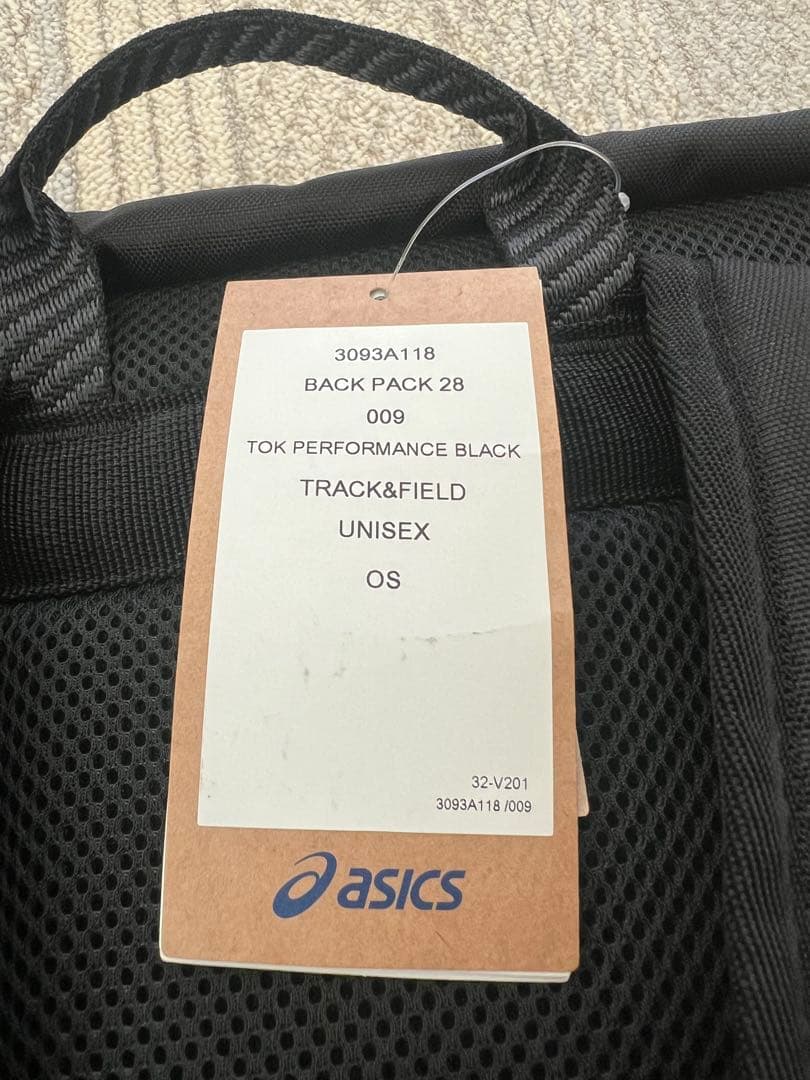 3093A118
BACK PACK 28
009
TOK PERFORMANCE BLACK
TRACK&FIELD
UNISEX
OS
32-V201
3093A118 /009
asics